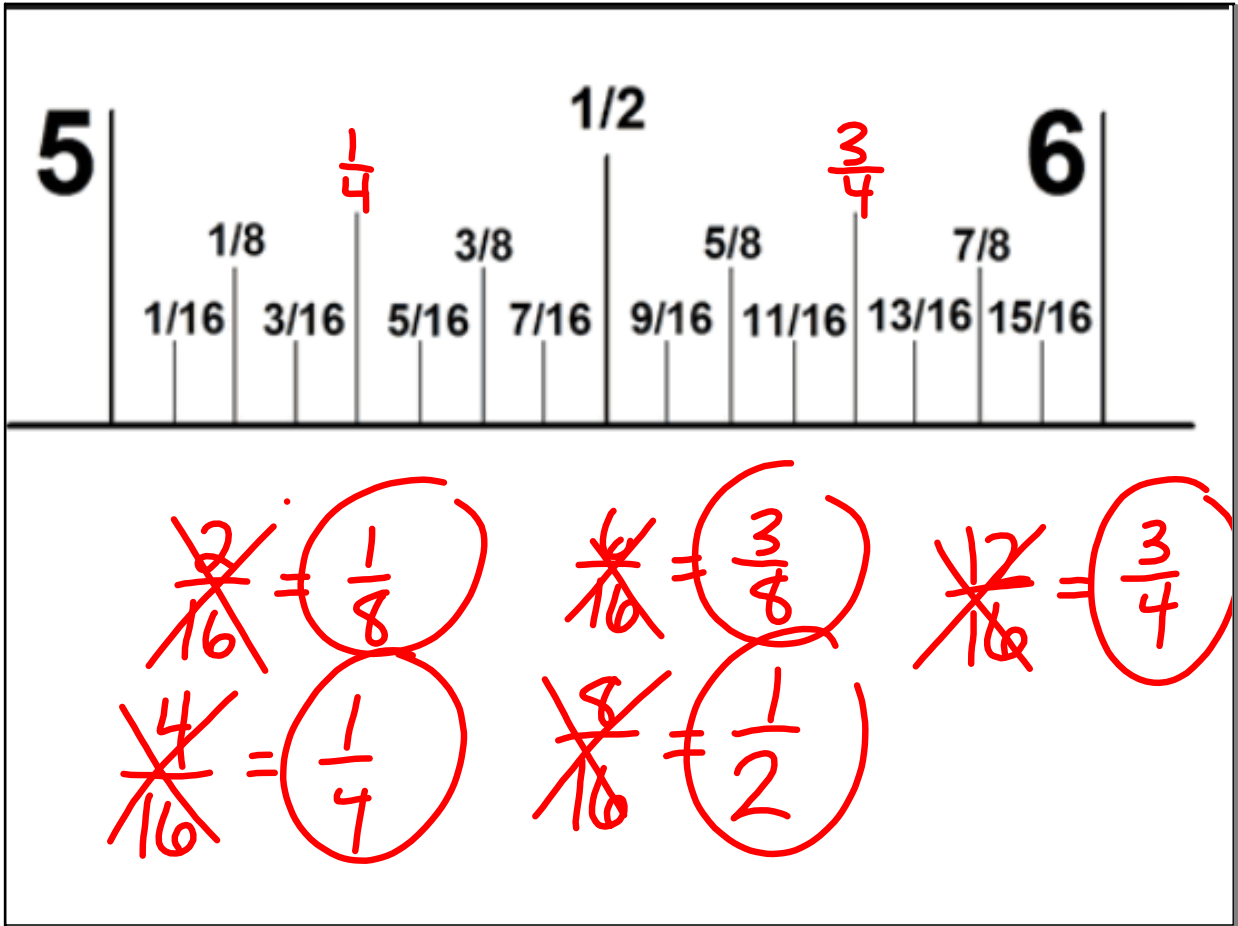 1/2
5 1/4 3/4 6
1/8 3/8 5/8 7/8
1/16 3/16 5/16 7/16 9/16 11/16 13/16 15/16
2/16 = 1/8 6/16 = 3/8 12/16 = 3/4
4/16 = 1/4 8/16 = 1/2